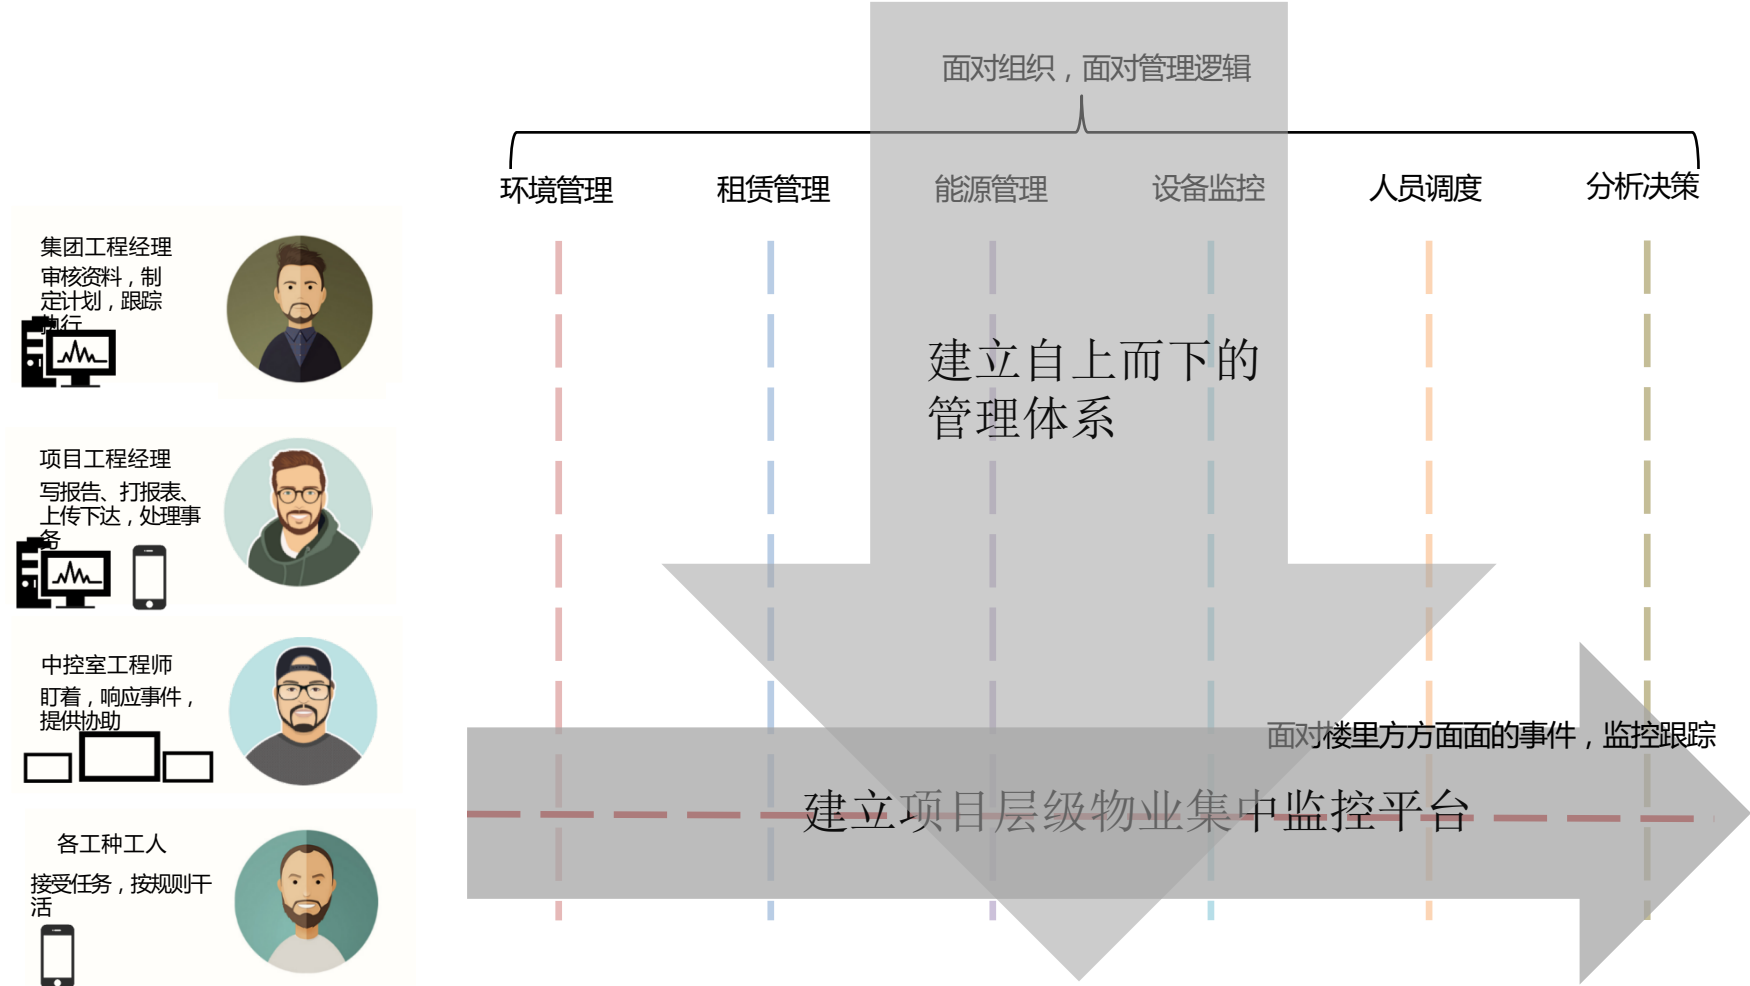 面对组织，面对管理逻辑
环境管理 租赁管理 能源管理 设备监控 人员调度 分析决策
集团工程经理
审核资料，制
定计划，跟踪
执行
建立自上而下的
管理体系
项目工程经理
写报告、打报表、
上传下达，处理事
务
中控室工程师
盯着，响应事件，
提供协助
面对楼里方方面面的事件，监控跟踪
建立项目层级物业集中监控平台
各工种工人
接受任务，按规则干
活